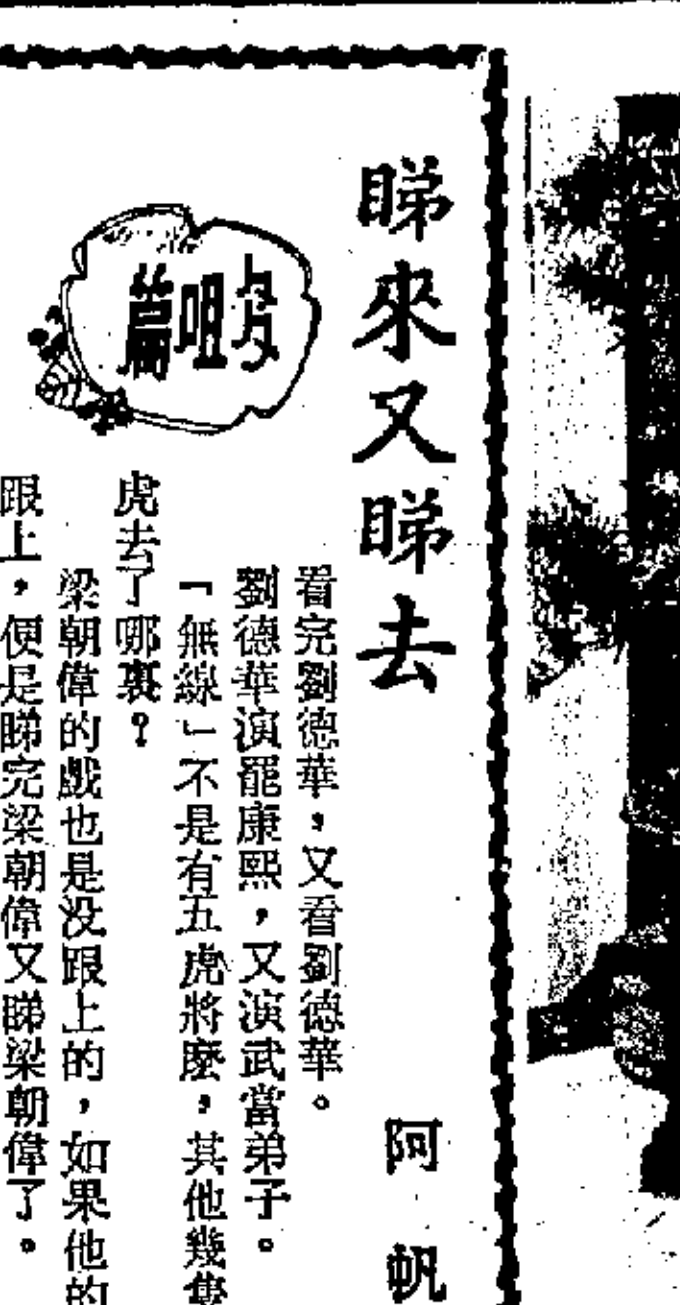 睇來又睇去
阿帆
咀篇
看完劉德華，又看劉德華。
劉德華演罷康熙，又演武當弟子。
「無線」不是有五虎將麽，其他幾隻
虎去了哪裏？
梁朝偉的戲也是没跟上的，如果他的
跟上，便是睇完梁朝偉又睇梁朝偉了。